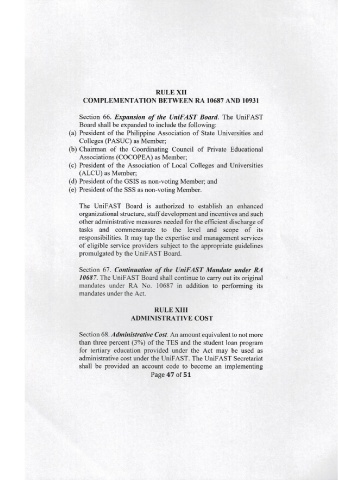 RULE XII
COMPLEMENTATION BETWEEN RA 10687 AND 10931
Section 66. Expansion of the UniFAST Board. The UniFAST
Board shall be expanded to include the following:
(a) President of the Philippine Association of State Universities and
Colleges (PASUC) as Member;
(b) Chairman of the Coordinating Council of Private Educational
Associations (COCOPEA) as Member;
(c) President of the Association of Local Colleges and Universities
(ALCU) as Member;
(d) President of the GSIS as non-voting Member; and
(e) President of the SSS as non-voting Member.
The UniFAST Board is authorized to establish an enhanced
organizational structure, staff development and incentives and such
other administrative measures needed for the efficient discharge of
tasks and commensurate to the level and scope of its
responsibilities. It may tap the expertise and management services
of eligible service providers subject to the appropriate guidelines
promulgated by the UniFAST Board.
Section 67. Continuation of the UniFAST Mandate under RA
10687. The UniFAST Board shall continue to carry out its original
mandates under RA No. 10687 in addition to performing its
mandates under the Act.
RULE XIII
ADMINISTRATIVE COST
Section 68. Administrative Cost. An amount equivalent to not more
than three percent (3%) of the TES and the student loan program
for tertiary education provided under the Act may be used as
administrative cost under the UniFAST. The UniFAST Secretariat
shall be provided an account code to become an implementing
Page 47 of 51